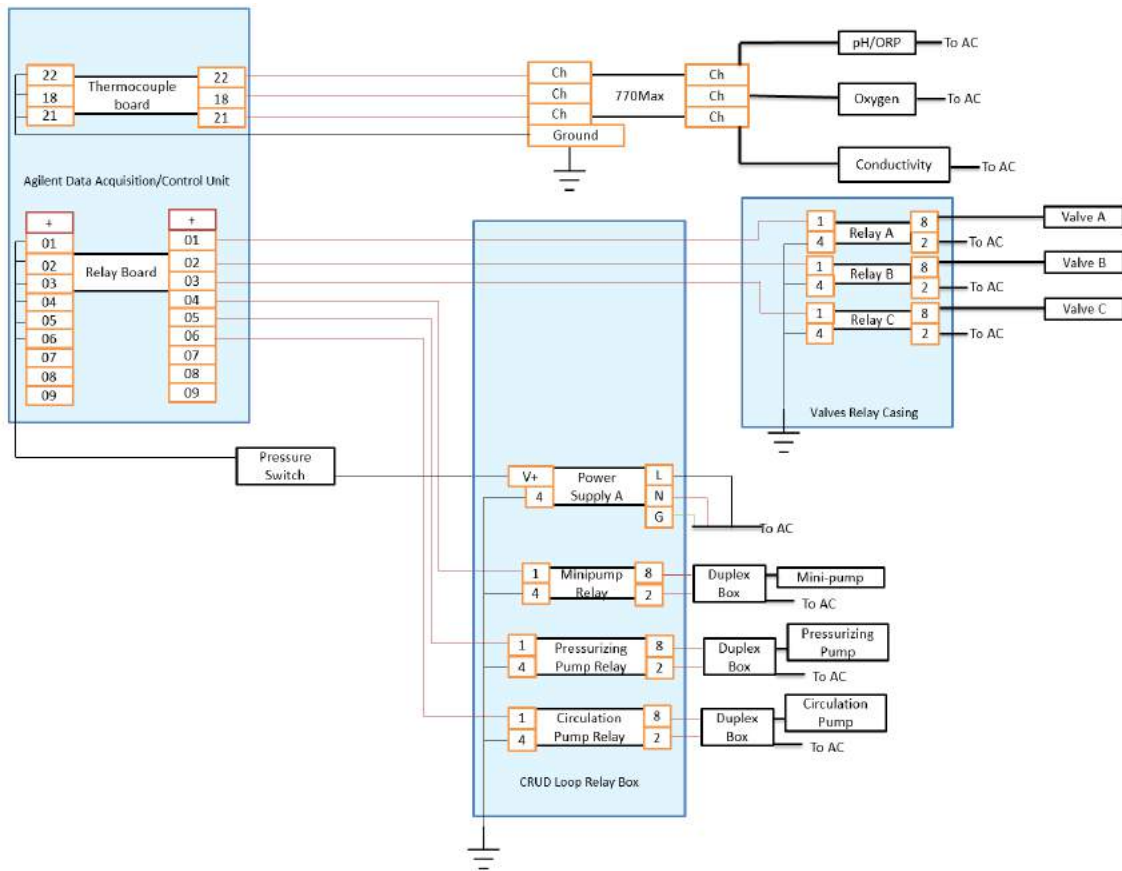 22
18
21
Thermocouple
board
22
18
21
Ch
Ch
Ch
Ground
770Max
Ch
Ch
Ch
pH/ORP
To AC
Oxygen
To AC
Conductivity
To AC
Agilent Data Acquisition/Control Unit
+
01
02
03
04
05
06
07
08
09
Relay Board
+
01
02
03
04
05
06
07
08
09
1
4
Relay A
8
2
To AC
Valve A
1
4
Relay B
8
2
To AC
Valve B
1
4
Relay C
8
2
To AC
Valve C
Valves Relay Casing
Pressure
Switch
V+
4
Power
Supply A
L
N
G
To AC
1
4
Minipump
Relay
8
2
Duplex
Box
Mini-pump
To AC
1
4
Pressurizing
Pump Relay
8
2
Duplex
Box
Pressurizing
Pump
To AC
1
4
Circulation
Pump Relay
8
2
Duplex
Box
Circulation
Pump
To AC
CRUD Loop Relay Box